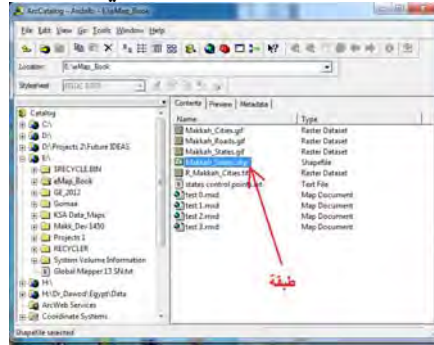 ArcCatalog - ArcInfo - E:\eMap_Book
File Edit View Go Tools Window Help
Location: E:\eMap_Book
Stylesheet: FGDC ESRI
Contents Preview Metadata
Catalog
C:\
D:\
D:\Projects 2\Future IDEAS
E:\
$RECYCLE.BIN
eMap_Book
GE_2012
Gomaa
KSA Data_Maps
Makk_Dev 1450
Projects 1
RECYCLER
System Volume Information
Global Mapper 13 SN.txt
H:\
H:\Dr_Dawod\Egypt\Data
ArcWeb Services
Coordinate Systems
Name Type
Makkah_Cities.gif Raster Dataset
Makkah_Roads.gif Raster Dataset
Makkah_States.gif Raster Dataset
Makkah_States.shp Shapefile
R_Makkah_Cities.tif Raster Dataset
states control points.txt Text File
test 0.mxd Map Document
test 1.mxd Map Document
test 2.mxd Map Document
test 3.mxd Map Document
طبقة
Shapefile selected